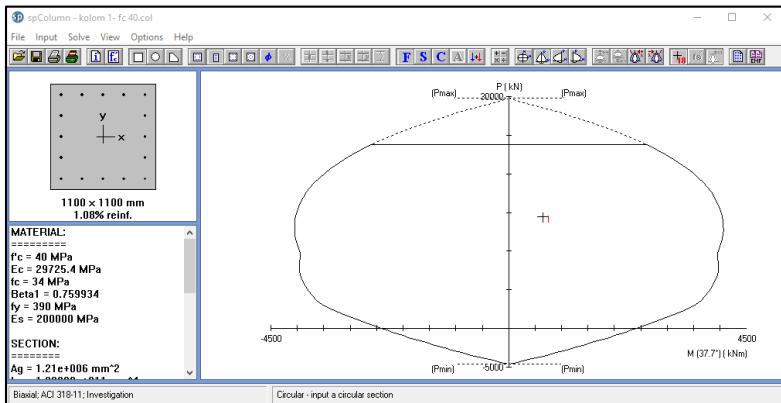 spColumn - kolom 1- fc 40.col
File Input Solve View Options Help
y
x
1100 x 1100 mm
1.08% reinf.
MATERIAL:
=========
f'c = 40 MPa
Ec = 29725.4 MPa
fc = 34 MPa
Beta1 = 0.759934
fy = 390 MPa
Es = 200000 MPa
SECTION:
========
Ag = 1.21e+006 mm^2
P ( kN)
(Pmax) 20000 (Pmax)
1
-4500 4500
M (37.7°) ( kNm)
(Pmin) -5000 (Pmin)
Biaxial; ACI 318-11; Investigation
Circular - input a circular section